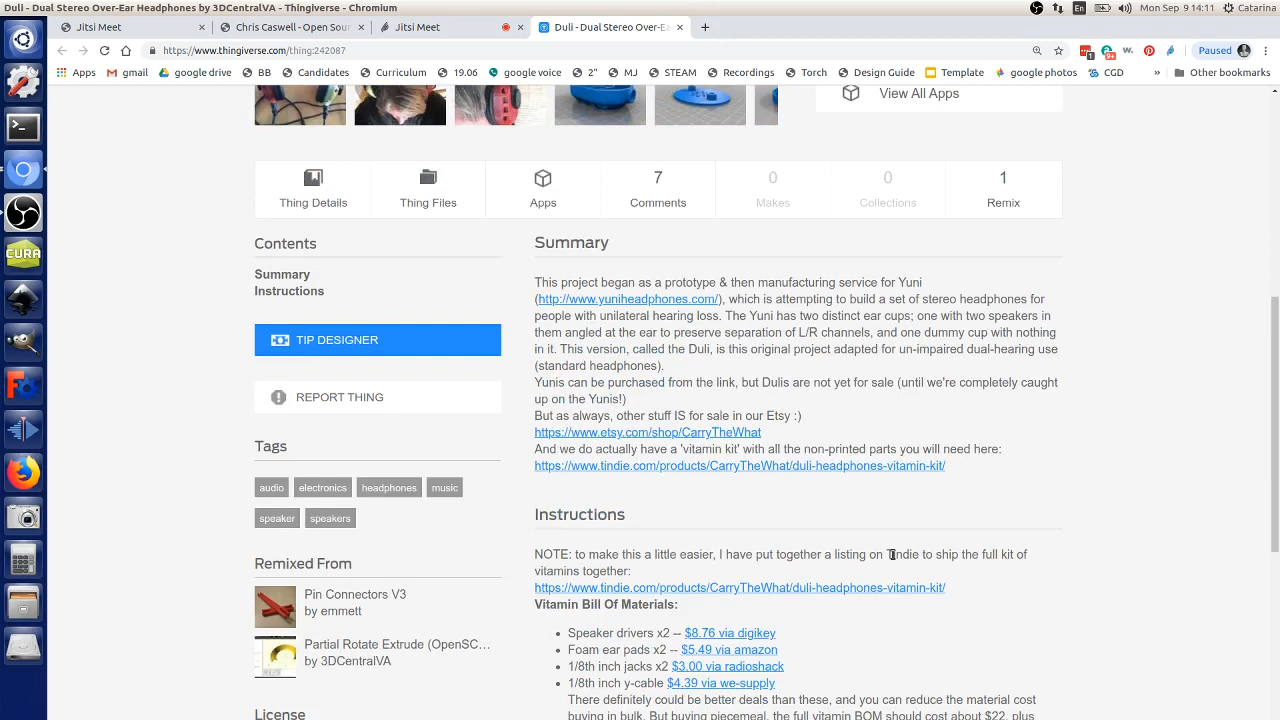 Duli - Dual Stereo Over-Ear Headphones by 3DCentralVA - Thingiverse - Chromium
En
Mon Sep 9 14:11
Catarina
Jitsi Meet
Chris Caswell - Open Sour
Jitsi Meet
Duli - Dual Stereo Over-Ea
https://www.thingiverse.com/thing:242087
Paused
Apps
gmail
google drive
BB
Candidates
Curriculum
19.06
google voice
2"
MJ
STEAM
Recordings
Torch
Design Guide
Template
google photos
CGD
Other bookmarks
View All Apps
7
0
0
1
Thing Details
Thing Files
Apps
Comments
Makes
Collections
Remix
Contents
Summary
Instructions
TIP DESIGNER
REPORT THING
Tags
audio
electronics
headphones
music
speaker
speakers
Remixed From
Pin Connectors V3
by emmett
Partial Rotate Extrude (OpenSC…
by 3DCentralVA
License
Summary
This project began as a prototype & then manufacturing service for Yuni
(http://www.yuniheadphones.com/), which is attempting to build a set of stereo headphones for
people with unilateral hearing loss. The Yuni has two distinct ear cups; one with two speakers in
them angled at the ear to preserve separation of L/R channels, and one dummy cup with nothing
in it. This version, called the Duli, is this original project adapted for un-impaired dual-hearing use
(standard headphones).
Yunis can be purchased from the link, but Dulis are not yet for sale (until we're completely caught
up on the Yunis!)
But as always, other stuff IS for sale in our Etsy :)
https://www.etsy.com/shop/CarryTheWhat
And we do actually have a 'vitamin kit' with all the non-printed parts you will need here:
https://www.tindie.com/products/CarryTheWhat/duli-headphones-vitamin-kit/
Instructions
NOTE: to make this a little easier, I have put together a listing on Tindie to ship the full kit of
vitamins together:
https://www.tindie.com/products/CarryTheWhat/duli-headphones-vitamin-kit/
Vitamin Bill Of Materials:
Speaker drivers x2 -- $8.76 via digikey
Foam ear pads x2 -- $5.49 via amazon
1/8th inch jacks x2 $3.00 via radioshack
1/8th inch y-cable $4.39 via we-supply
There definitely could be better deals than these, and you can reduce the material cost
buying in bulk. But buying piecemeal, the full vitamin BOM should cost about $22, plus
CURA